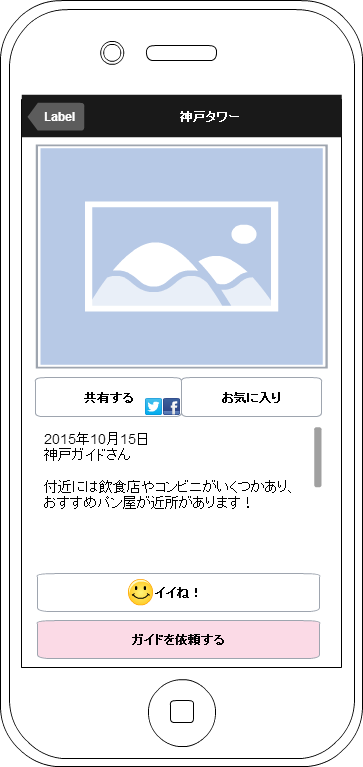 Label
神戸タワー
共有する
お気に入り
2015年10月15日
神戸ガイドさん
付近には飲食店やコンビニがいくつかあり、
おすすめパン屋が近所があります！
イイね！
ガイドを依頼する